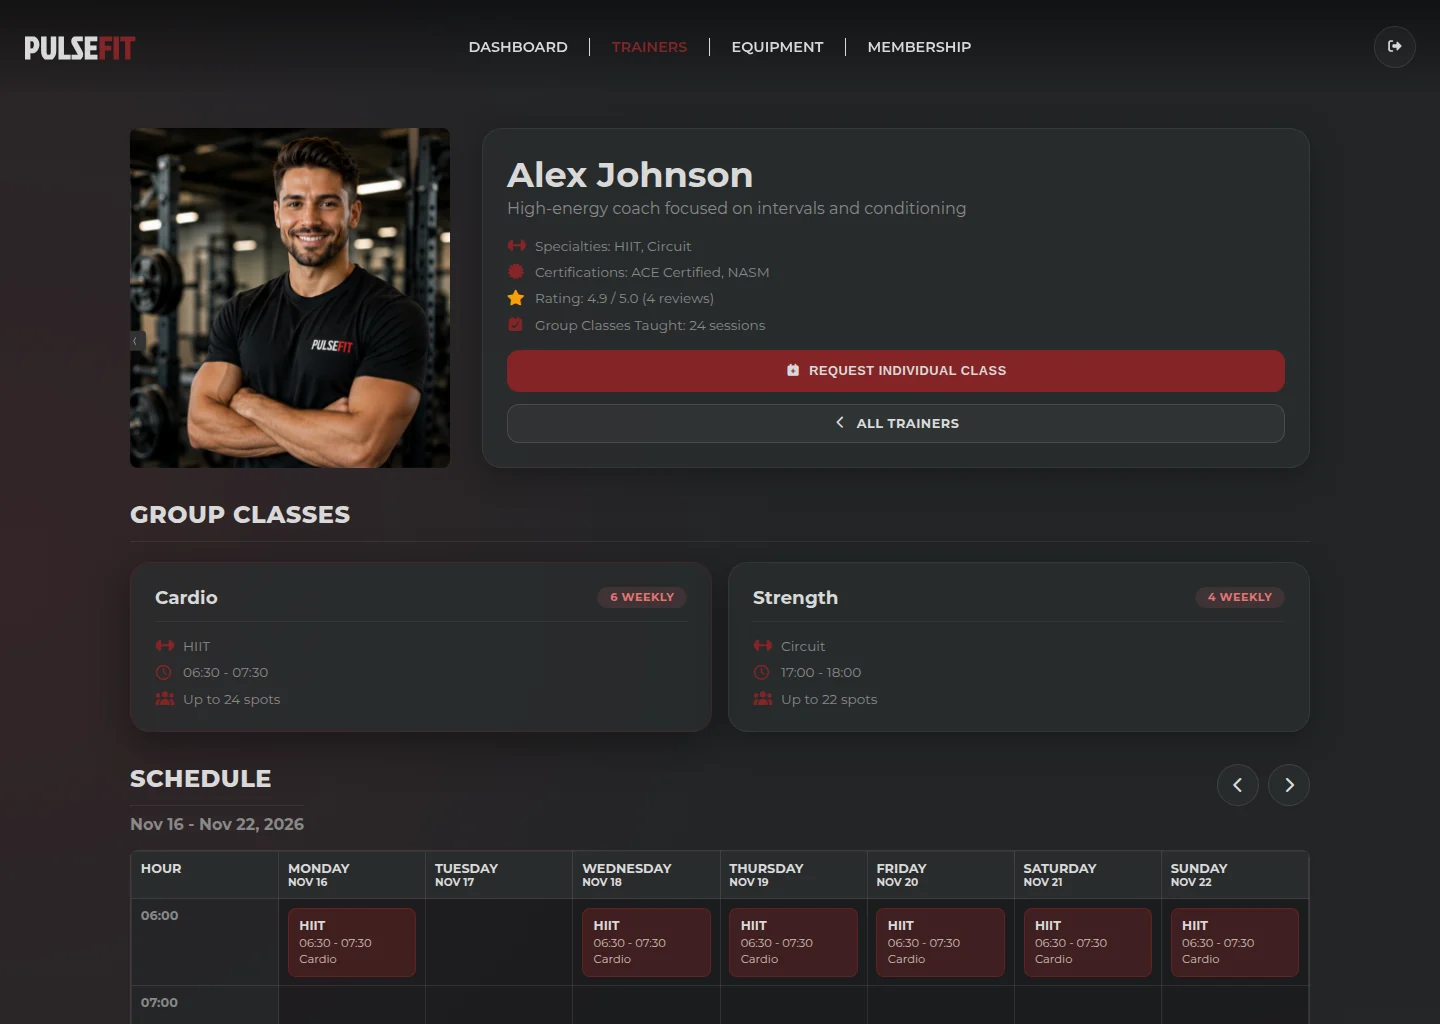 PULSEFIT
DASHBOARD
TRAINERS
EQUIPMENT
MEMBERSHIP
PULSEFIT
Alex Johnson
High-energy coach focused on intervals and conditioning
Specialties: HIIT, Circuit
Certifications: ACE Certified, NASM
Rating: 4.9 / 5.0 (4 reviews)
Group Classes Taught: 24 sessions
REQUEST INDIVIDUAL CLASS
ALL TRAINERS
GROUP CLASSES
Cardio
6 WEEKLY
HIIT
06:30 - 07:30
Up to 24 spots
Strength
4 WEEKLY
Circuit
17:00 - 18:00
Up to 22 spots
SCHEDULE
Nov 16 - Nov 22, 2026
HOUR
MONDAY
NOV 16
TUESDAY
NOV 17
WEDNESDAY
NOV 18
THURSDAY
NOV 19
FRIDAY
NOV 20
SATURDAY
NOV 21
SUNDAY
NOV 22
06:00
HIIT
06:30 - 07:30
Cardio
HIIT
06:30 - 07:30
Cardio
HIIT
06:30 - 07:30
Cardio
HIIT
06:30 - 07:30
Cardio
HIIT
06:30 - 07:30
Cardio
HIIT
06:30 - 07:30
Cardio
07:00